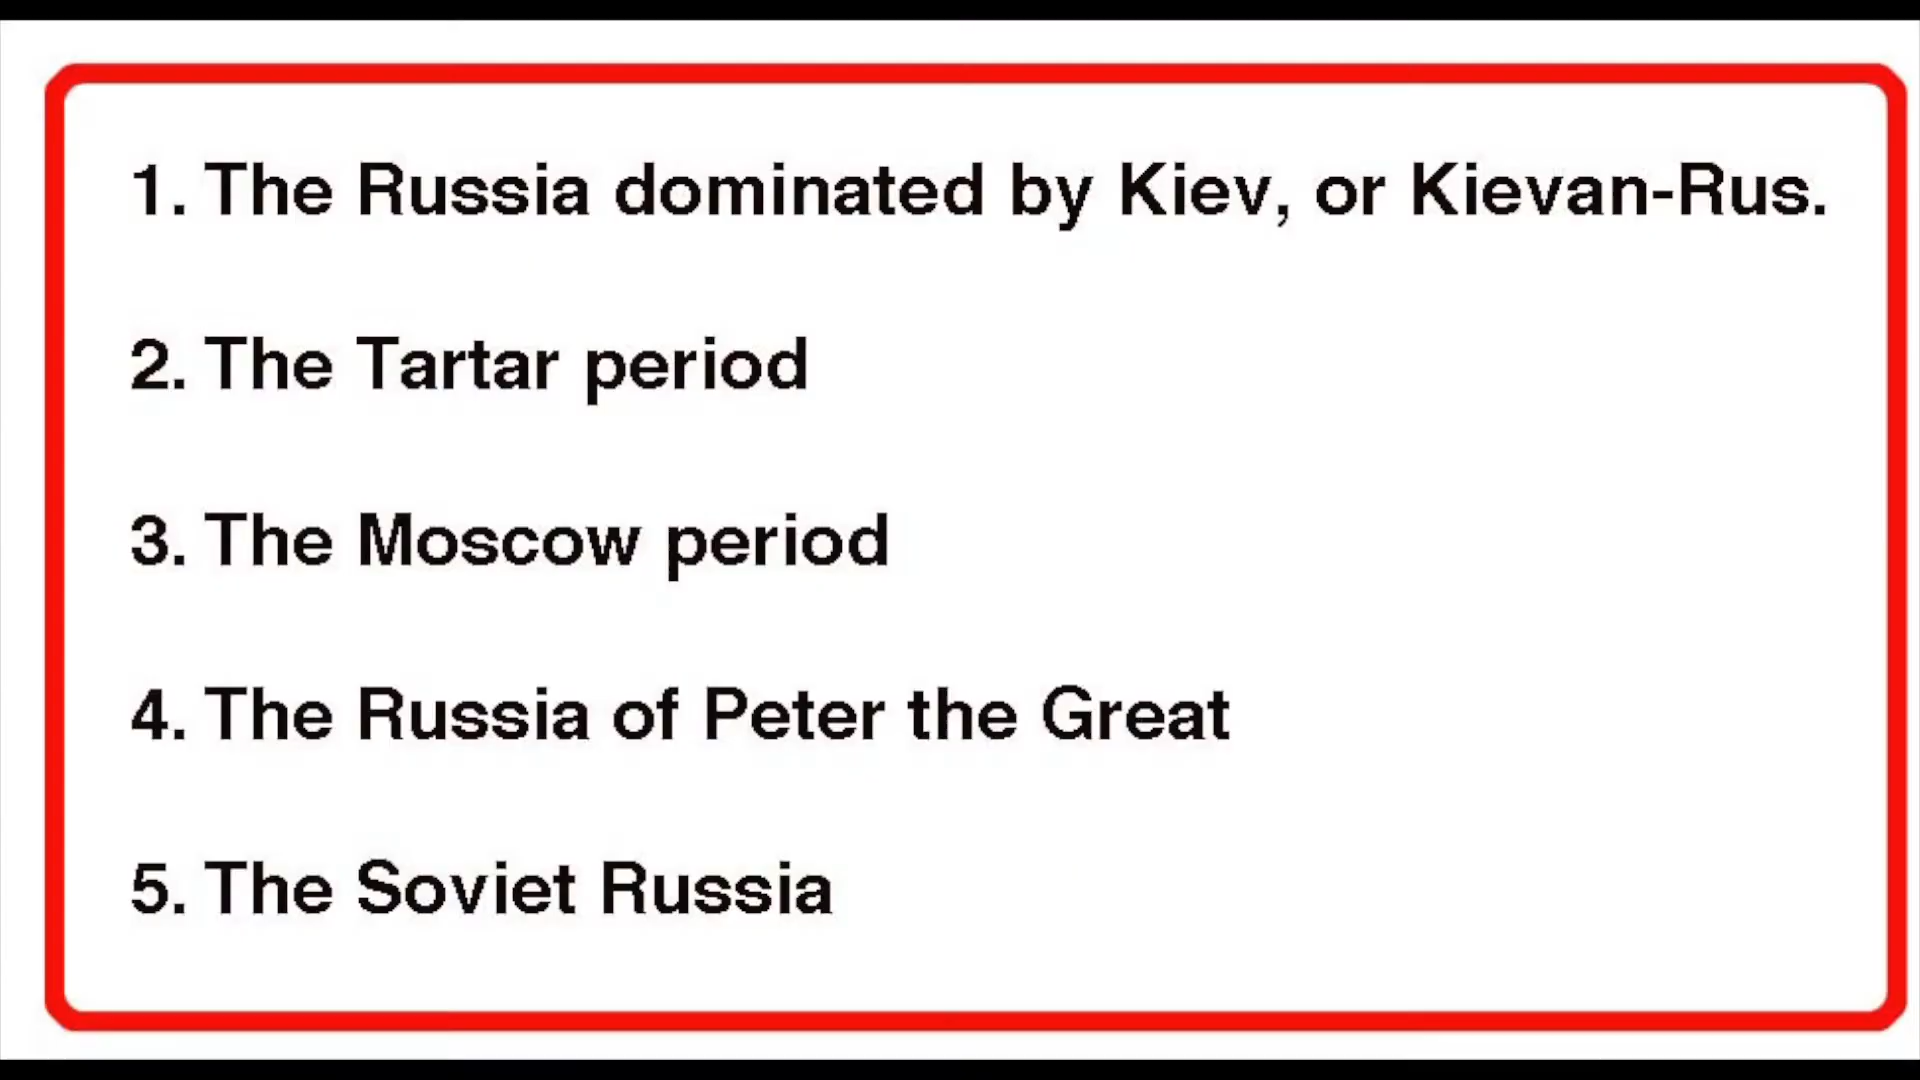 1. The Russia dominated by Kiev, or Kievan-Rus.
2. The Tartar period
3. The Moscow period
4. The Russia of Peter the Great
5. The Soviet Russia